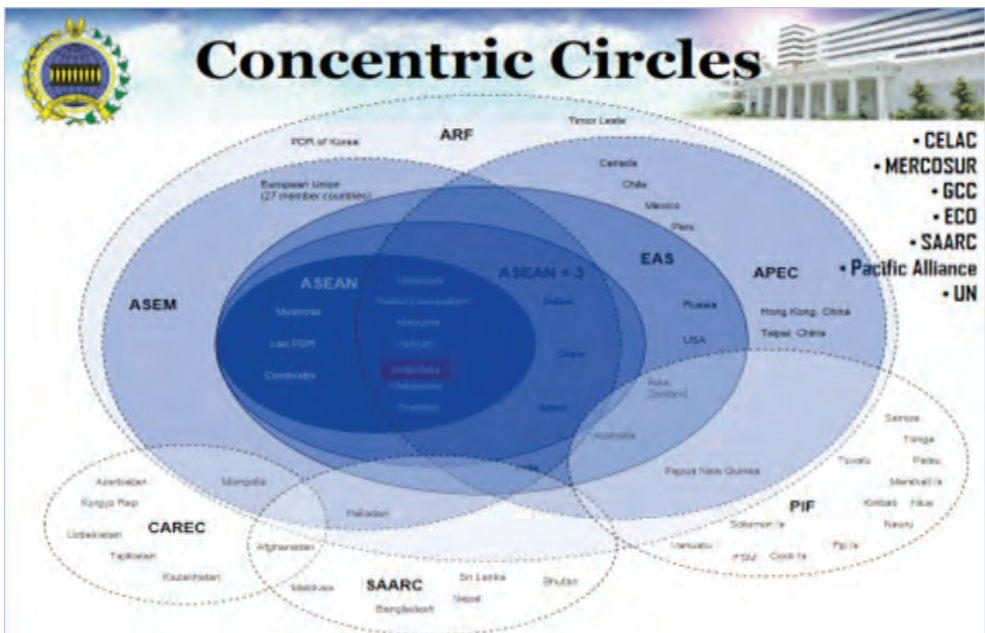 Concentric Circles
ARF
Timor Leste
PDR of Korea
European Union
(27 member countries)
Canada
Chile
Mexico
Peru
• CELAC
• MERCOSUR
• GCC
• ECO
• SAARC
• Pacific Alliance
• UN
ASEM
ASEAN
ASEAN + 3
EAS
APEC
Myanmar
Lao PDR
Cambodia
Vietnam
Thailand
China
Russia
USA
Hong Kong, China
Taipei, China
New
Zealand
Australia
Papua New Guinea
Samoa
Tonga
Tuvalu
Palau
Marshall Is
Kiribati
Niue
Nauru
PIF
Solomon Is
Vanuatu
FSM
Cook Is
Fiji Is
Azerbaijan
Mongolia
Kyrgyz Rep
CAREC
Uzbekistan
Tajikistan
Kazakhstan
Pakistan
Afghanistan
Maldives
SAARC
Sri Lanka
Bhutan
Nepal
Bangladesh